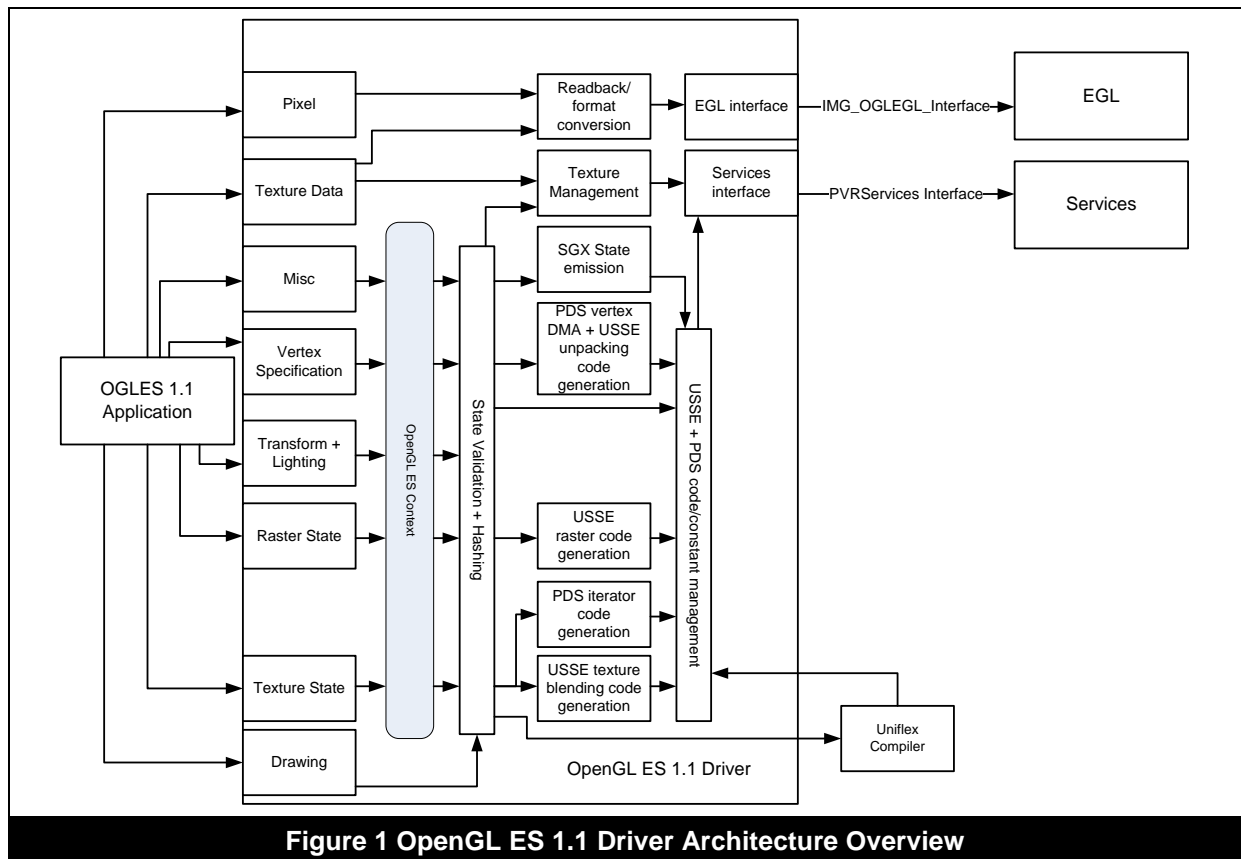 Pixel
Readback/
format
conversion
EGL interface
IMG_OGLEGL_Interface
EGL
Texture Data
Texture
Management
Services
interface
PVRServices Interface
Services
Misc
SGX State
emission
Vertex
Specification
PDS vertex
DMA + USSE
unpacking
code
generation
OGLES 1.1
Application
Transform +
Lighting
OpenGL ES Context
State Validation + Hashing
USSE + PDS code/constant management
Raster State
USSE
raster code
generation
PDS iterator
code
generation
Texture State
USSE texture
blending code
generation
Uniflex
Compiler
Drawing
OpenGL ES 1.1 Driver
Figure 1 OpenGL ES 1.1 Driver Architecture Overview